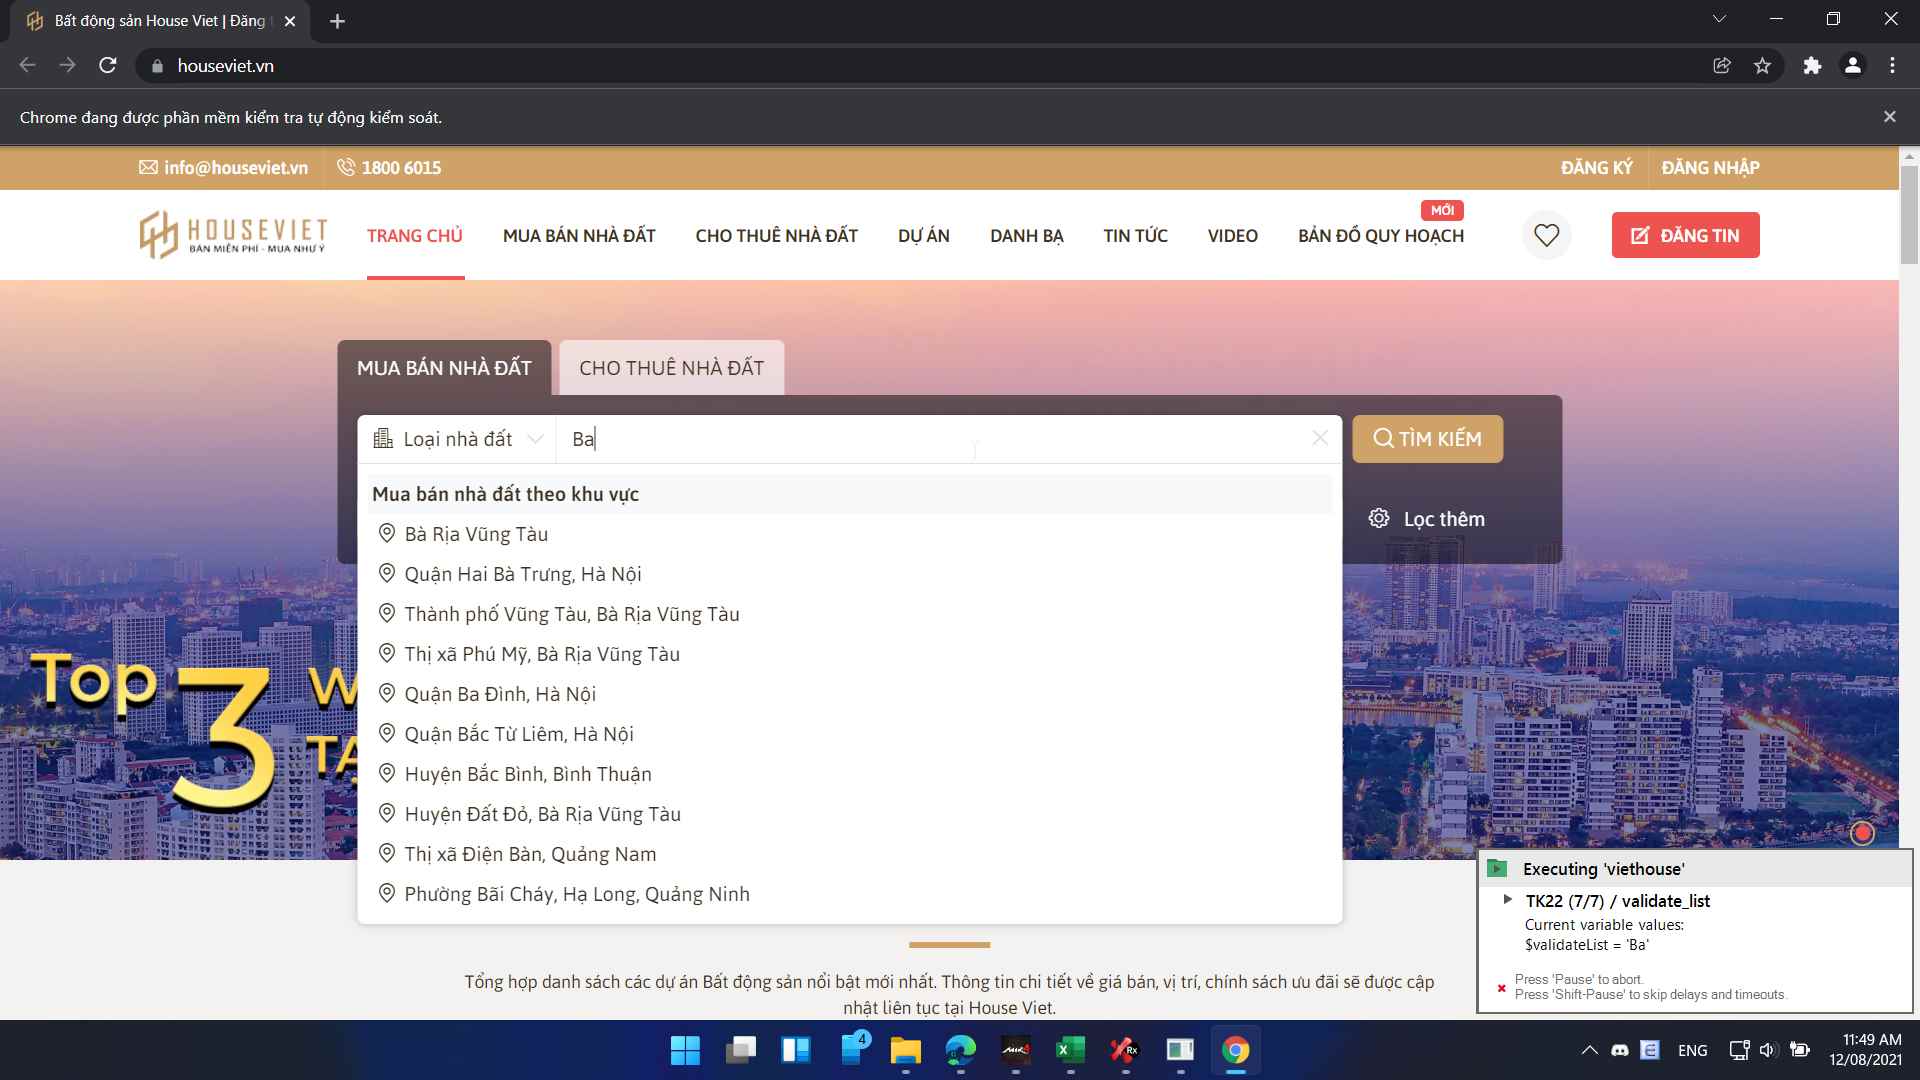 Bất động sản House Viet | Đăng t
houseviet.vn
Chrome đang được phần mềm kiểm tra tự động kiểm soát.
info@houseviet.vn
1800 6015
ĐĂNG KÝ
ĐĂNG NHẬP
HOUSEVIET
BÁN MIỄN PHÍ - MUA NHƯ Ý
TRANG CHỦ
MUA BÁN NHÀ ĐẤT
CHO THUÊ NHÀ ĐẤT
DỰ ÁN
DANH BẠ
TIN TỨC
VIDEO
MỚI
BẢN ĐỒ QUY HOẠCH
ĐĂNG TIN
MUA BÁN NHÀ ĐẤT
CHO THUÊ NHÀ ĐẤT
Loại nhà đất
Ba
TÌM KIẾM
Lọc thêm
Mua bán nhà đất theo khu vực
Bà Rịa Vũng Tàu
Quận Hai Bà Trưng, Hà Nội
Thành phố Vũng Tàu, Bà Rịa Vũng Tàu
Thị xã Phú Mỹ, Bà Rịa Vũng Tàu
Quận Ba Đình, Hà Nội
Quận Bắc Từ Liêm, Hà Nội
Huyện Bắc Bình, Bình Thuận
Huyện Đất Đỏ, Bà Rịa Vũng Tàu
Thị xã Điện Bàn, Quảng Nam
Phường Bãi Cháy, Hạ Long, Quảng Ninh
Top 3
Tổng hợp danh sách các dự án Bất động sản nổi bật mới nhất. Thông tin chi tiết về giá bán, vị trí, chính sách ưu đãi sẽ được cập
nhật liên tục tại House Viet.
Executing 'viethouse'
TK22 (7/7) / validate_list
Current variable values:
$validateList = 'Ba'
Press 'Pause' to abort.
Press 'Shift-Pause' to skip delays and timeouts.
4
Rx
ENG
11:49 AM
12/08/2021